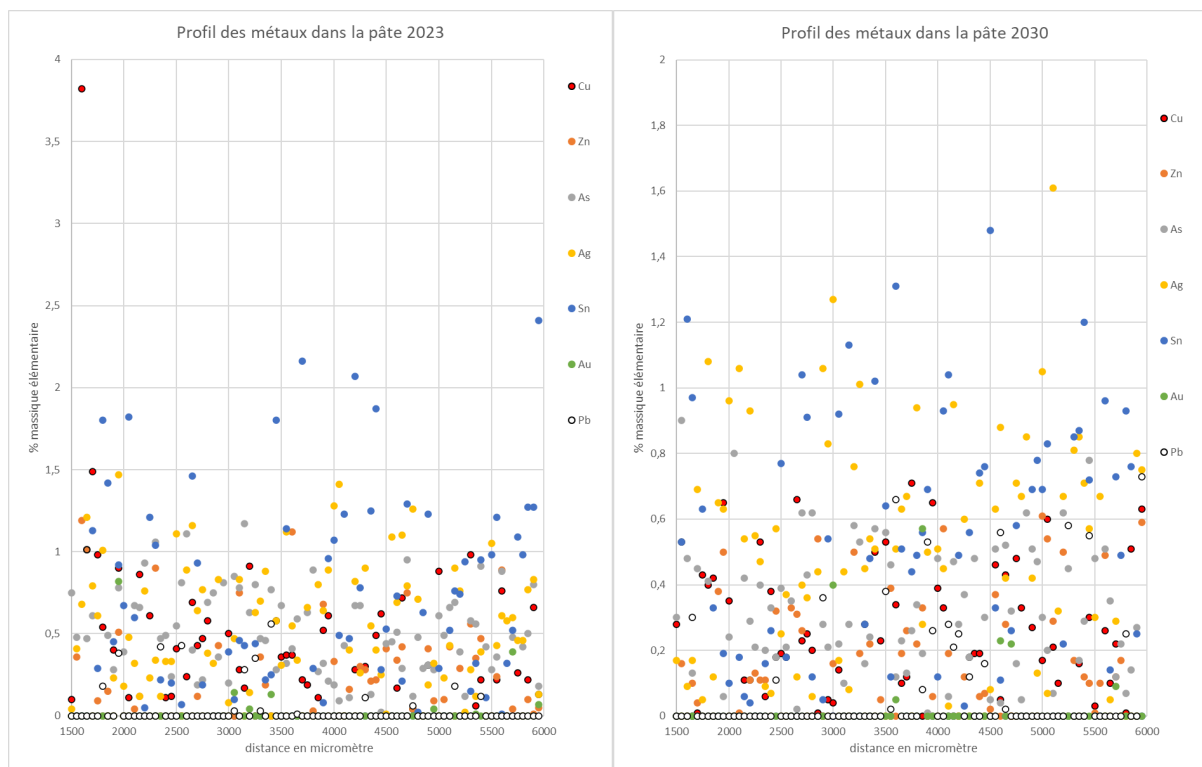 Profil des métaux dans la pâte 2023
4
3,5
3
2,5
2
1,5
1
0,5
0
% massique élémentaire
1500 2000 2500 3000 3500 4000 4500 5000 5500 6000
distance en micromètre
Cu
Zn
As
Ag
Sn
Au
Pb
Profil des métaux dans la pâte 2030
2
1,8
1,6
1,4
1,2
1
0,8
0,6
0,4
0,2
0
% massique élémentaire
1500 2000 2500 3000 3500 4000 4500 5000 5500 6000
distance en micromètre
Cu
Zn
As
Ag
Sn
Au
Pb